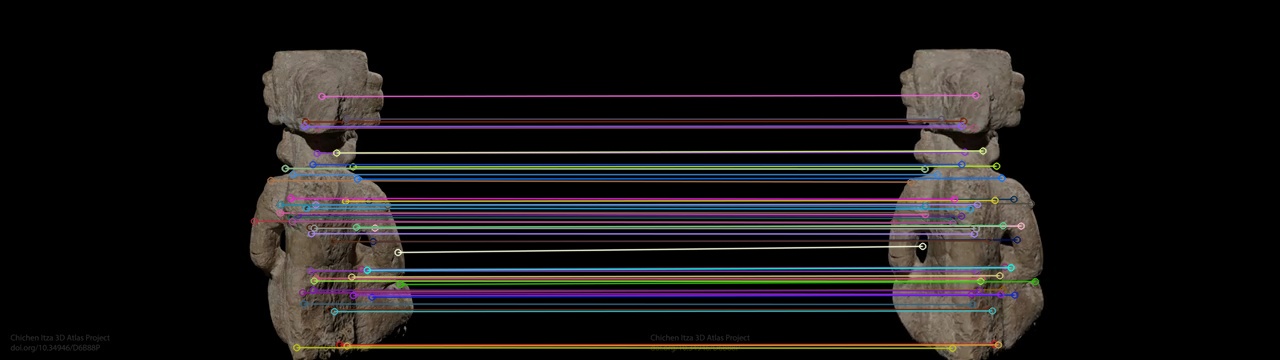 Chichen Itza 3D Atlas Project
doi.org/10.34946/D6888P
Chichen Itza 3D Atlas Project